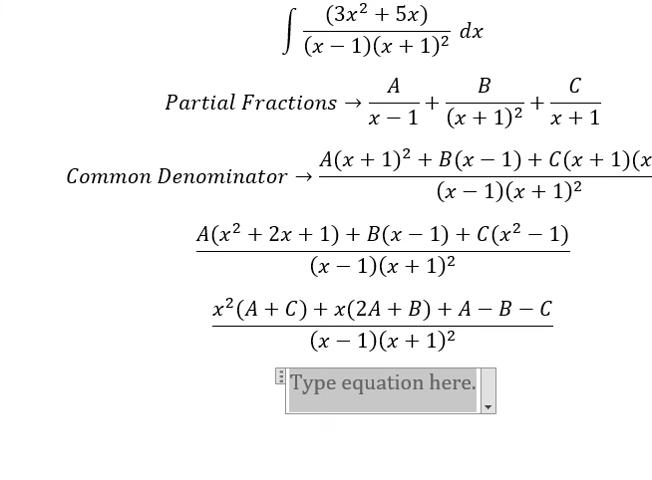 ∫ (3x² + 5x) / (x − 1)(x + 1)² dx
Partial Fractions → A / x − 1 + B / (x + 1)² + C / x + 1
Common Denominator → A(x + 1)² + B(x − 1) + C(x + 1)(x / (x − 1)(x + 1)²
A(x² + 2x + 1) + B(x − 1) + C(x² − 1) / (x − 1)(x + 1)²
x²(A + C) + x(2A + B) + A − B − C / (x − 1)(x + 1)²
Type equation here.